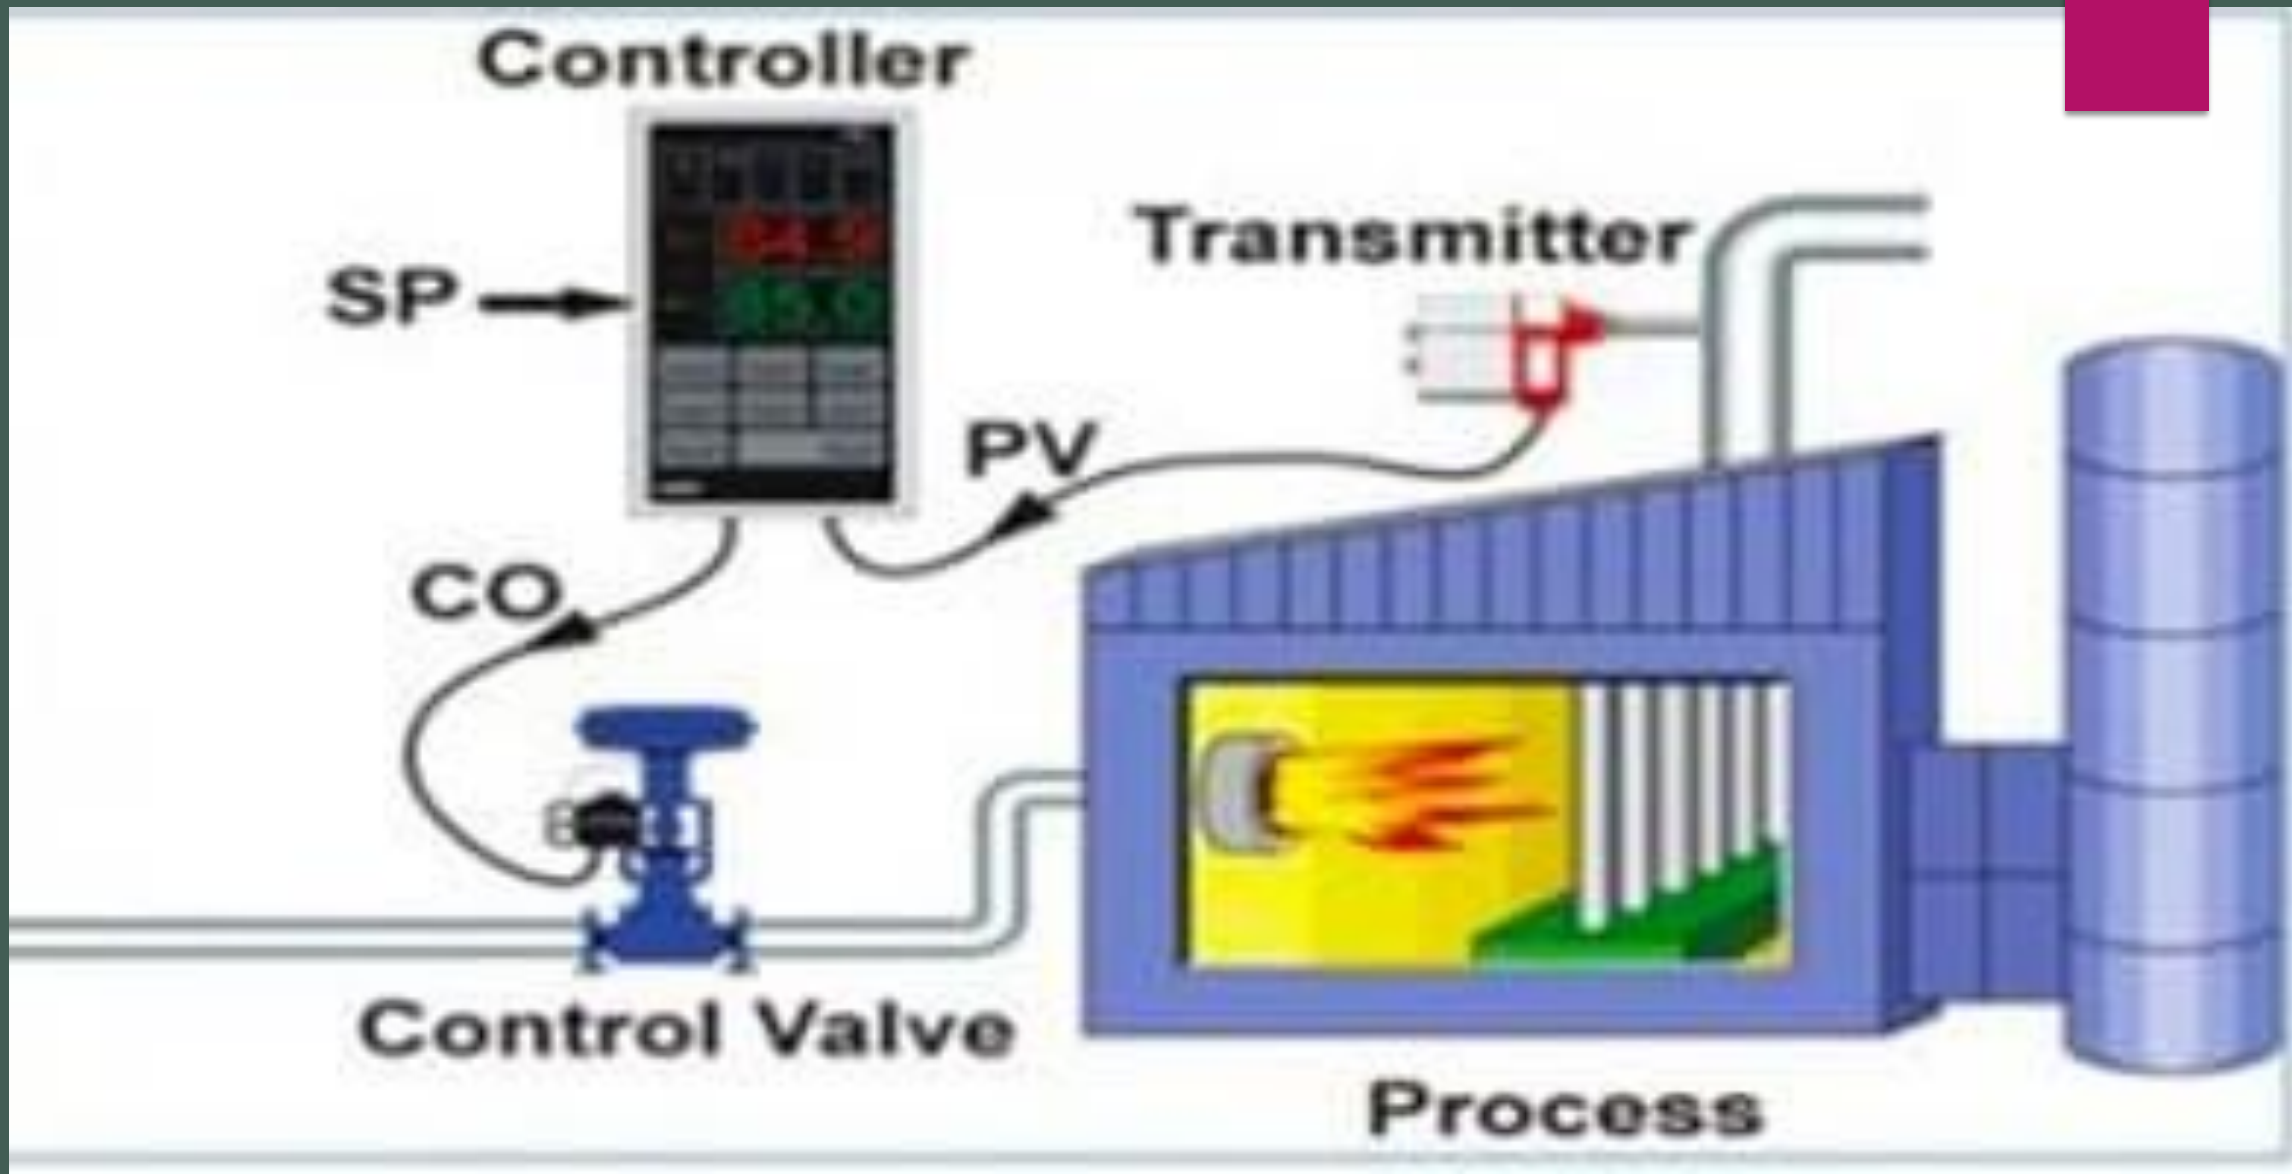 Controller
Transmitter
SP
PV
CO
Control Valve
Process